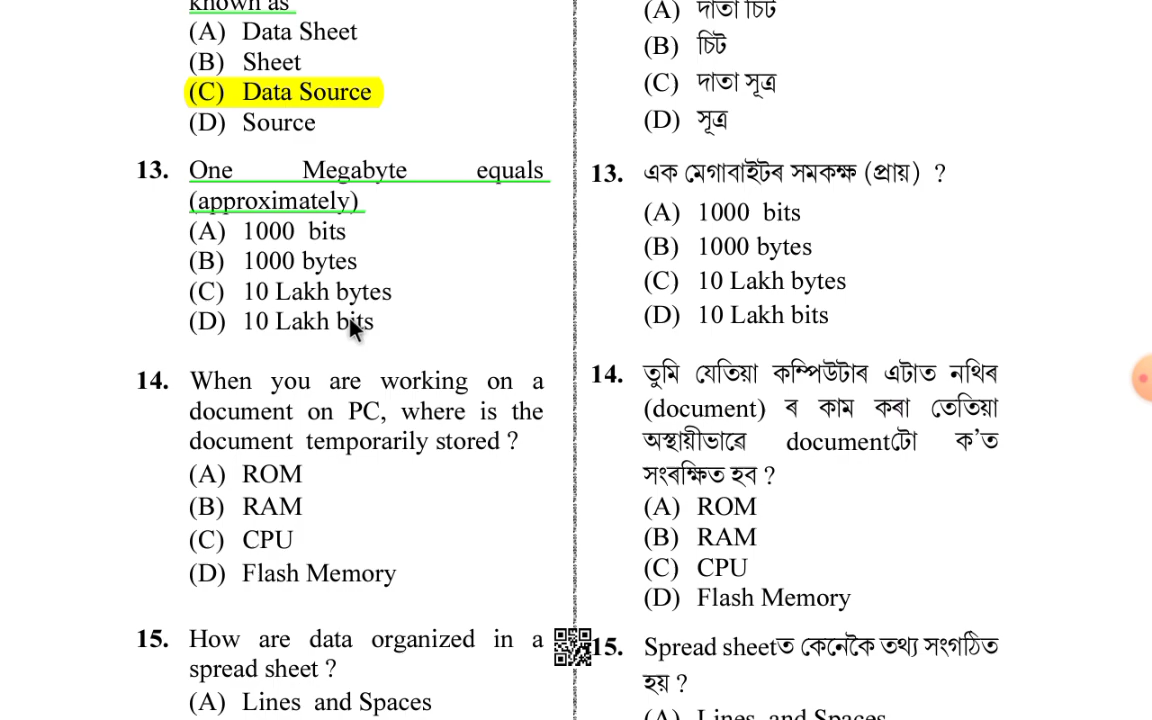 known as
(A) Data Sheet
(B) Sheet
(C) Data Source
(D) Source
13. One Megabyte equals
(approximately)
(A) 1000 bits
(B) 1000 bytes
(C) 10 Lakh bytes
(D) 10 Lakh bits
14. When you are working on a
document on PC, where is the
document temporarily stored ?
(A) ROM
(B) RAM
(C) CPU
(D) Flash Memory
15. How are data organized in a
spread sheet ?
(A) Lines and Spaces
(A) দাতা চিট
(B) চিট
(C) দাতা সূত্ৰ
(D) সূত্ৰ
13. এক মেগাবাইটৰ সমকক্ষ (প্ৰায়) ?
(A) 1000 bits
(B) 1000 bytes
(C) 10 Lakh bytes
(D) 10 Lakh bits
14. তুমি যেতিয়া কম্পিউটাৰ এটাত নথিৰ
(document) ৰ কাম কৰা তেতিয়া
অস্থায়ীভাৱে documentটো ক’ত
সংৰক্ষিত হব ?
(A) ROM
(B) RAM
(C) CPU
(D) Flash Memory
15. Spread sheetত কেনেকৈ তথ্য সংগঠিত
হয় ?
(A) Lines and Spaces